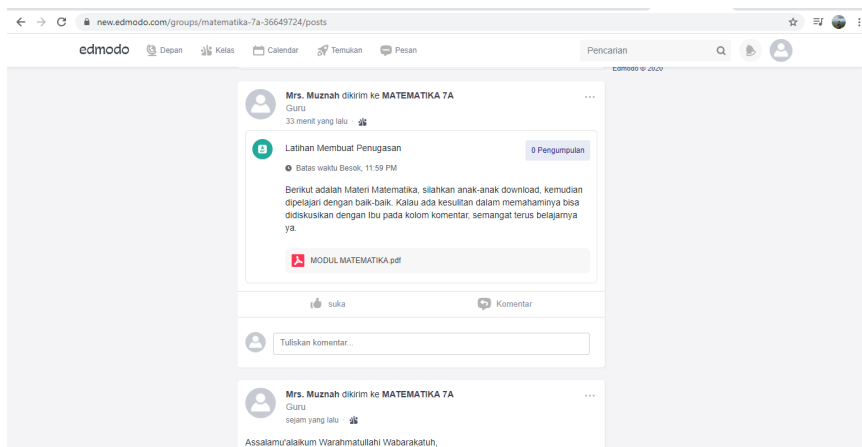 new.edmodo.com/groups/matematika-7a-36649724/posts
edmodo Depan Kelas Calendar Temukan Pesan Pencarian
Edmodo © 2020
Mrs. Muznah dikirim ke MATEMATIKA 7A
Guru
33 menit yang lalu ·
Latihan Membuat Penugasan
0 Pengumpulan
Batas waktu Besok, 11:59 PM
Berikut adalah Materi Matematika, silahkan anak-anak download, kemudian
dipelajari dengan baik-baik. Kalau ada kesulitan dalam memahaminya bisa
didiskusikan dengan Ibu pada kolom komentar, semangat terus belajarnya
ya.
MODUL MATEMATIKA.pdf
suka Komentar
Tuliskan komentar...
Mrs. Muznah dikirim ke MATEMATIKA 7A
Guru
sejam yang lalu ·
Assalamu'alaikum Warahmatullahi Wabarakatuh,